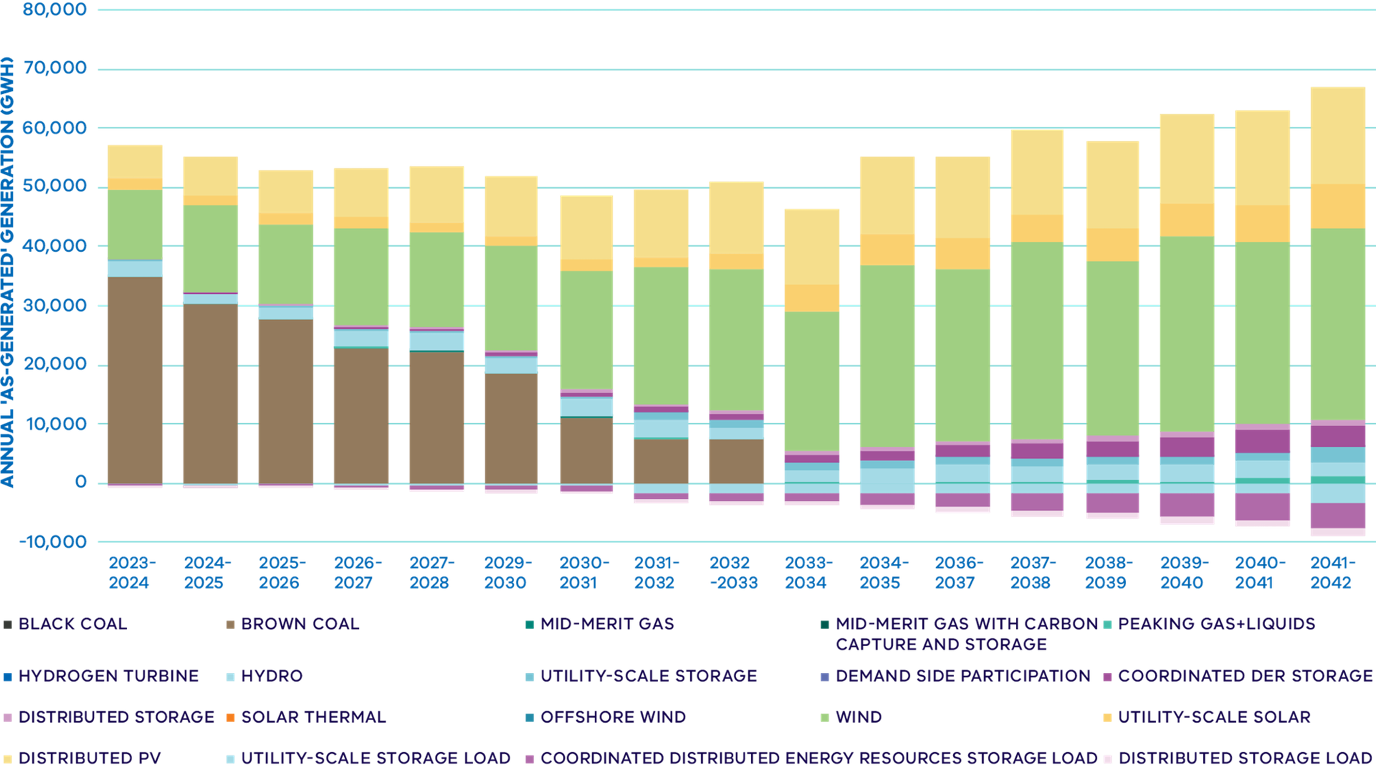 ANNUAL 'AS-GENERATED' GENERATION (GWH)
80,000
70,000
60,000
50,000
40,000
30,000
20,000
10,000
0
-10,000
2023-
2024
2024-
2025
2025-
2026
2026-
2027
2027-
2028
2029-
2030
2030-
2031
2031-
2032
2032
-2033
2033-
2034
2034-
2035
2036-
2037
2037-
2038
2038-
2039
2039-
2040
2040-
2041
2041-
2042
BLACK COAL
BROWN COAL
MID-MERIT GAS
MID-MERIT GAS WITH CARBON
CAPTURE AND STORAGE
PEAKING GAS+LIQUIDS
HYDROGEN TURBINE
HYDRO
UTILITY-SCALE STORAGE
DEMAND SIDE PARTICIPATION
COORDINATED DER STORAGE
DISTRIBUTED STORAGE
SOLAR THERMAL
OFFSHORE WIND
WIND
UTILITY-SCALE SOLAR
DISTRIBUTED PV
UTILITY-SCALE STORAGE LOAD
COORDINATED DISTRIBUTED ENERGY RESOURCES STORAGE LOAD
DISTRIBUTED STORAGE LOAD